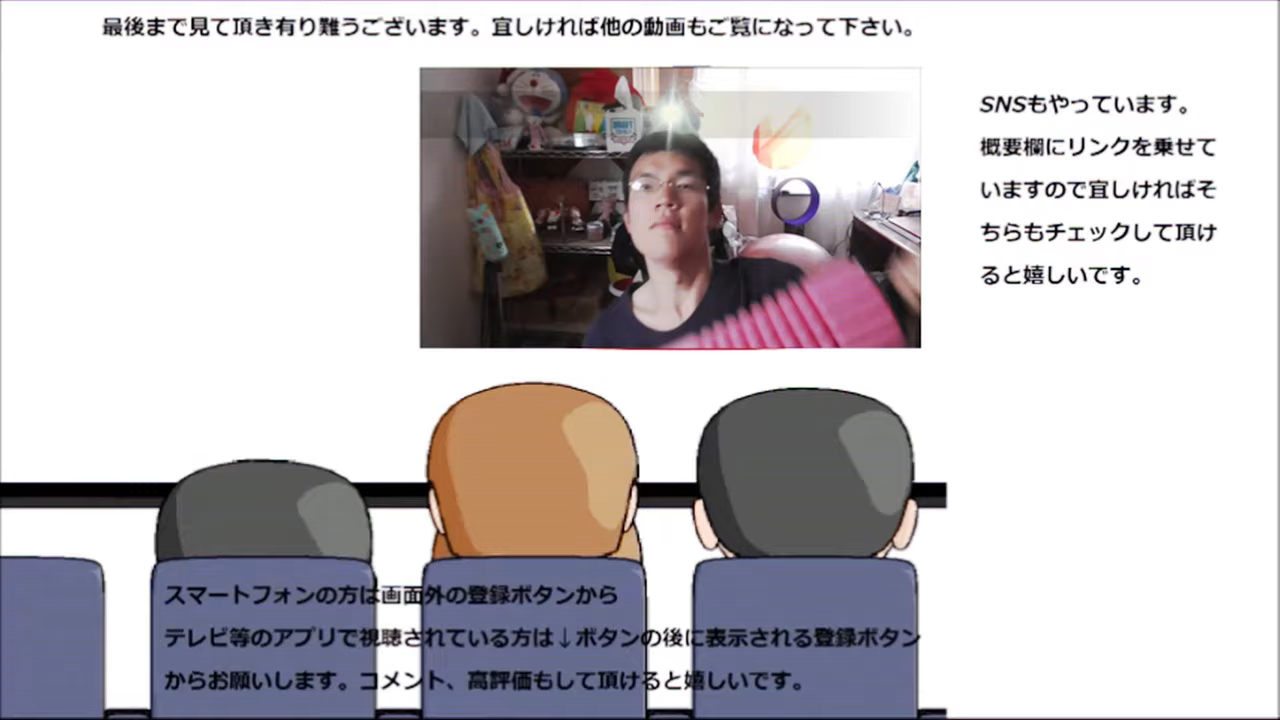 最後まで見て頂き有り難うございます。宜しければ他の動画もご覧になって下さい。
SNSもやっています。
概要欄にリンクを乗せて
いますので宜しければそ
ちらもチェックして頂け
ると嬉しいです。
スマートフォンの方は画面外の登録ボタンから
テレビ等のアプリで視聴されている方は↓ボタンの後に表示される登録ボタン
からお願いします。コメント、高評価もして頂けると嬉しいです。